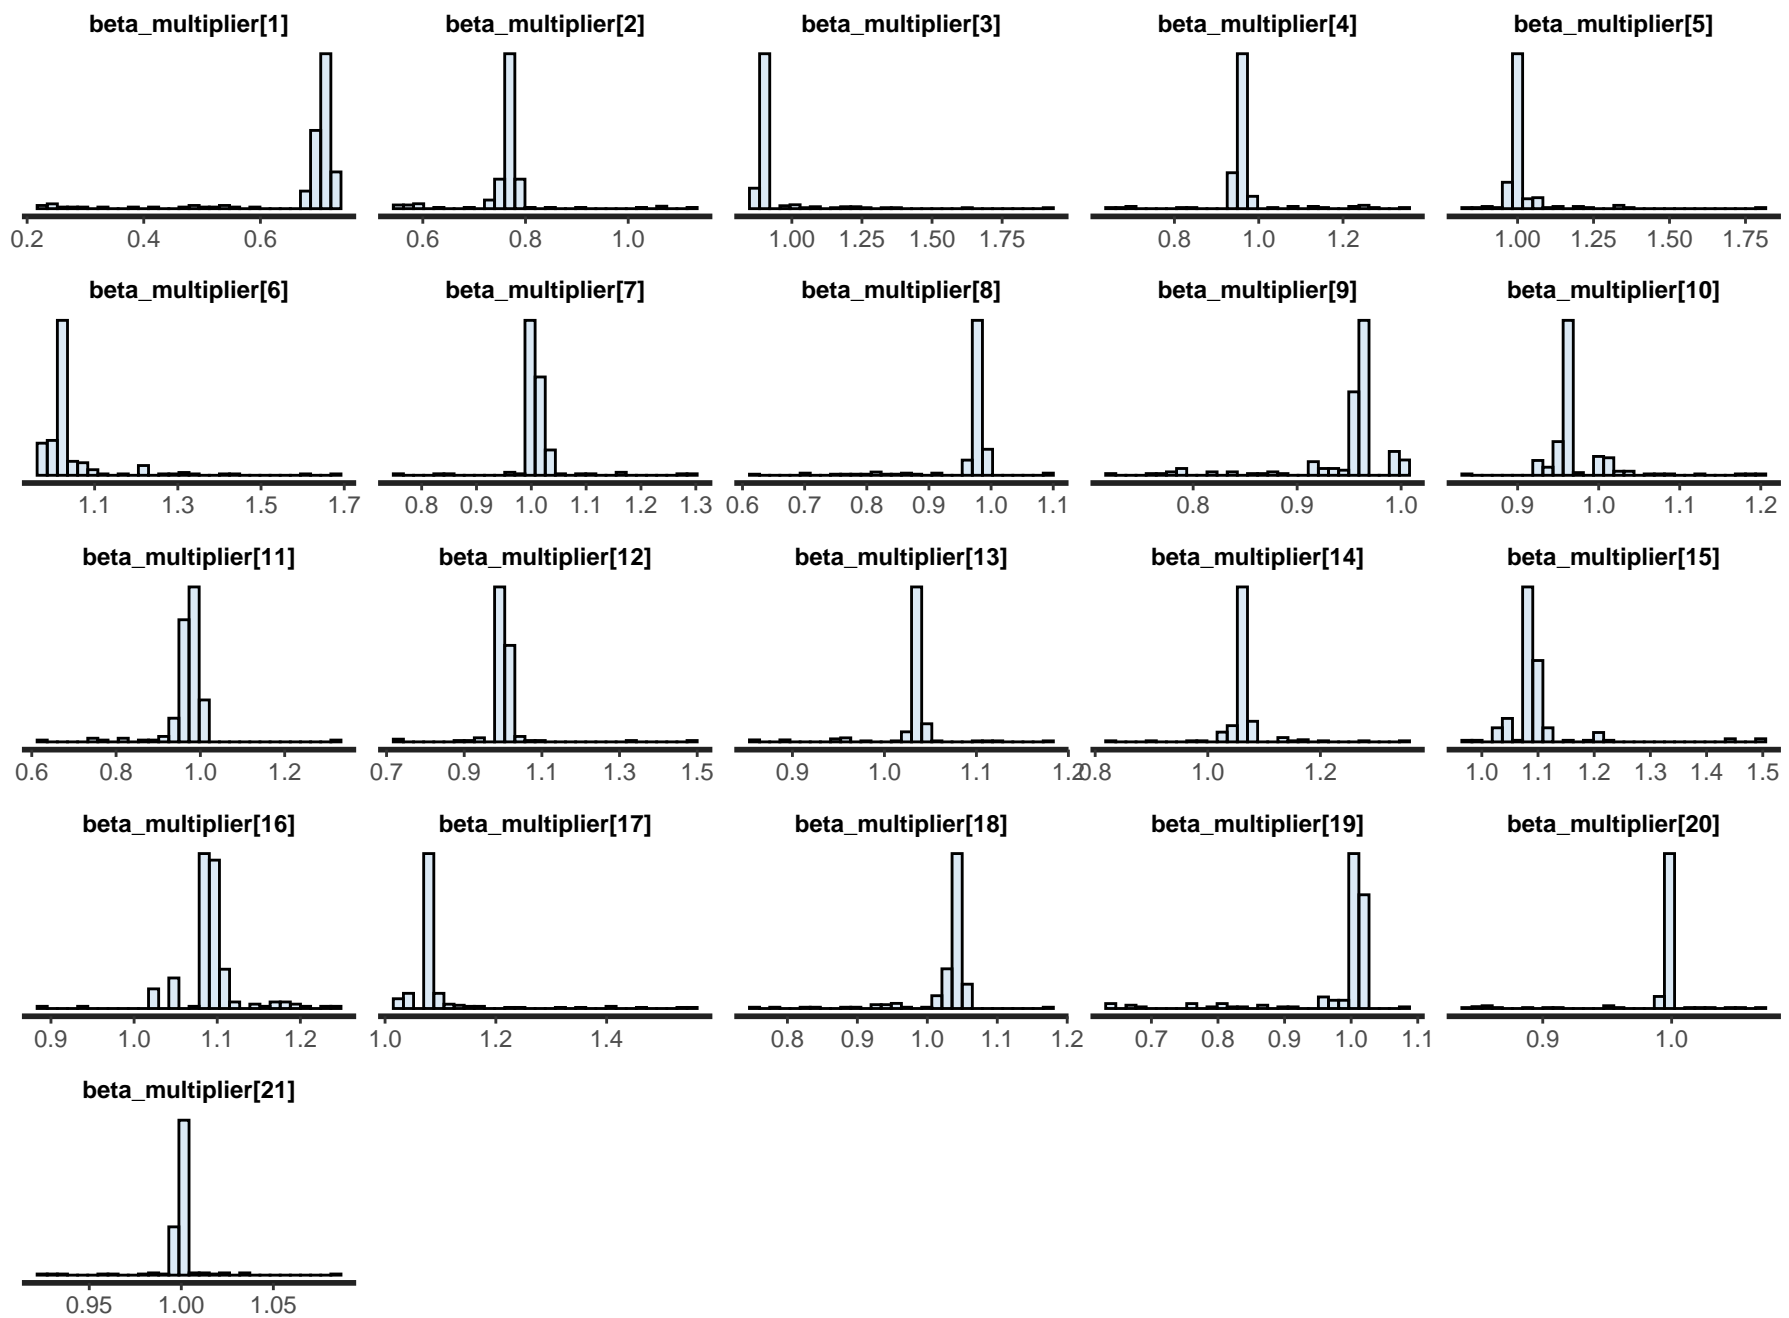 beta_multiplier[1] beta_multiplier[2] beta_multiplier[3] beta_multiplier[4] beta_multiplier[5]
0.2 0.4 0.6 0.6 0.8 1.0 1.00 1.25 1.50 1.75 0.8 1.0 1.2 1.00 1.25 1.50 1.75
beta_multiplier[6] beta_multiplier[7] beta_multiplier[8] beta_multiplier[9] beta_multiplier[10]
1.1 1.3 1.5 1.7 0.8 0.9 1.0 1.1 1.2 1.3 0.6 0.7 0.8 0.9 1.0 1.1 0.8 0.9 1.0 0.9 1.0 1.1 1.2
beta_multiplier[11] beta_multiplier[12] beta_multiplier[13] beta_multiplier[14] beta_multiplier[15]
0.6 0.8 1.0 1.2 0.7 0.9 1.1 1.3 1.5 0.9 1.0 1.1 1.2 0.8 1.0 1.2 1.0 1.1 1.2 1.3 1.4 1.5
beta_multiplier[16] beta_multiplier[17] beta_multiplier[18] beta_multiplier[19] beta_multiplier[20]
0.9 1.0 1.1 1.2 1.0 1.2 1.4 0.8 0.9 1.0 1.1 1.2 0.7 0.8 0.9 1.0 1.1 0.9 1.0
beta_multiplier[21]
0.95 1.00 1.05